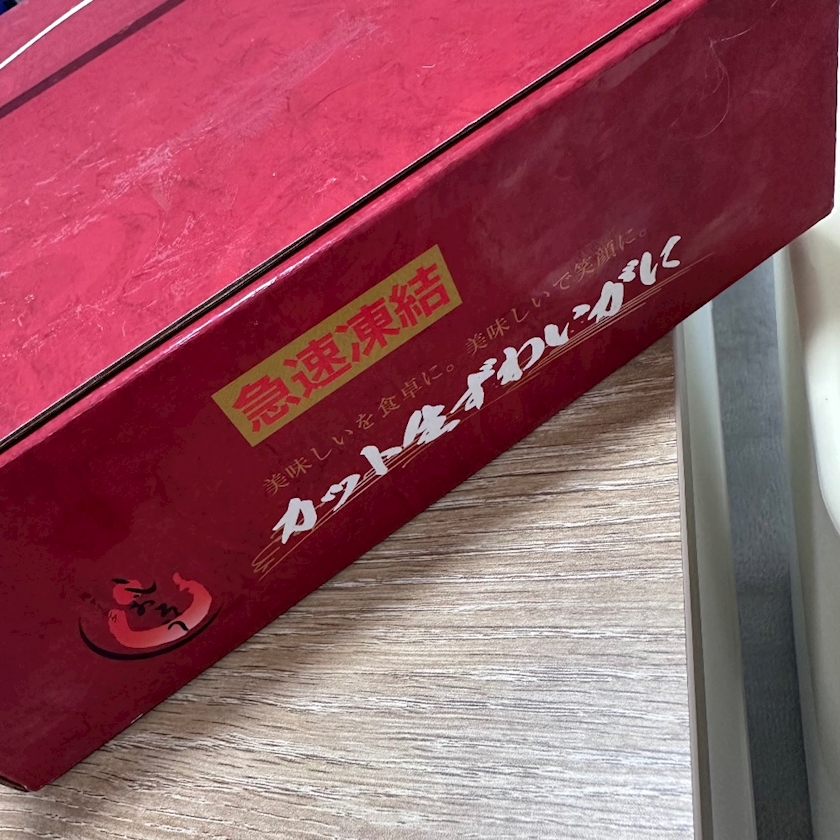 急速凍結
美味しいを食卓に。美味しいで笑顔に。
カット生ずわいがに